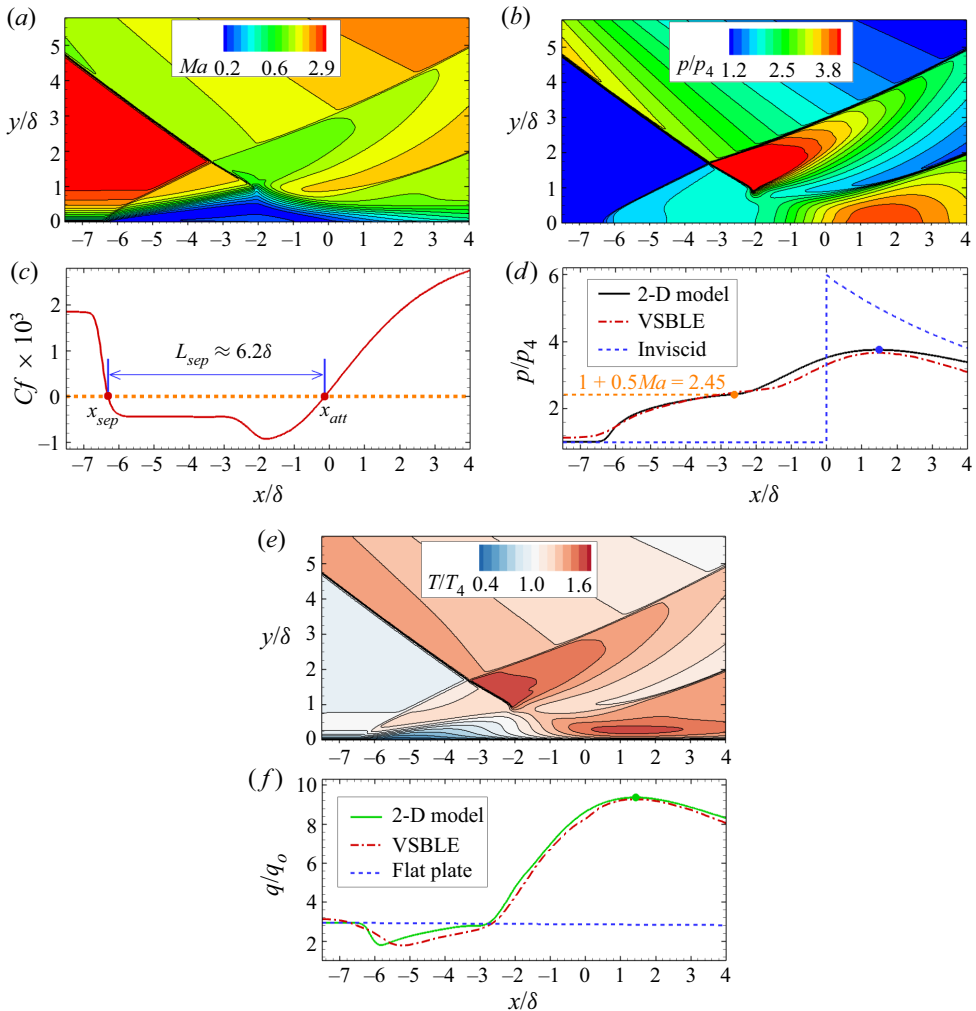 (a)
5
4
3
2
1
0
y/δ
Ma
0.2 0.6 2.9
–7 –6 –5 –4 –3 –2 –1 0 1 2 3 4
(b)
5
4
3
2
1
0
y/δ
p/p4
1.2 2.5 3.8
–7 –6 –5 –4 –3 –2 –1 0 1 2 3 4
(c)
2
1
0
–1
Cf × 10³
Lsep ≈ 6.2δ
xsep
xatt
–7 –6 –5 –4 –3 –2 –1 0 1 2 3 4
x/δ
(d)
6
4
2
0
p/p4
2-D model
VSBLE
Inviscid
1 + 0.5Ma = 2.45
–7 –6 –5 –4 –3 –2 –1 0 1 2 3 4
x/δ
(e)
5
4
3
2
1
0
y/δ
T/T4
0.4 1.0 1.6
–7 –6 –5 –4 –3 –2 –1 0 1 2 3 4
(f)
10
8
6
4
2
q/qo
2-D model
VSBLE
Flat plate
–7 –6 –5 –4 –3 –2 –1 0 1 2 3 4
x/δ